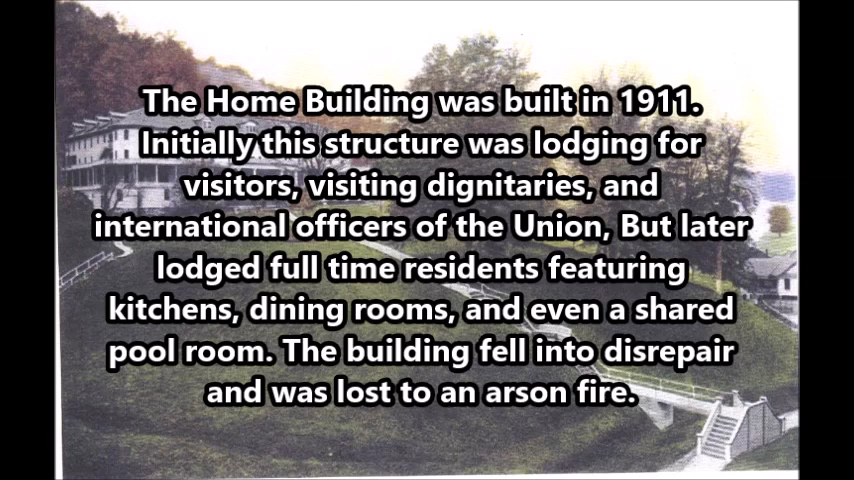 The Home Building was built in 1911.
Initially this structure was lodging for
visitors, visiting dignitaries, and
international officers of the Union, But later
lodged full time residents featuring
kitchens, dining rooms, and even a shared
pool room. The building fell into disrepair
and was lost to an arson fire.